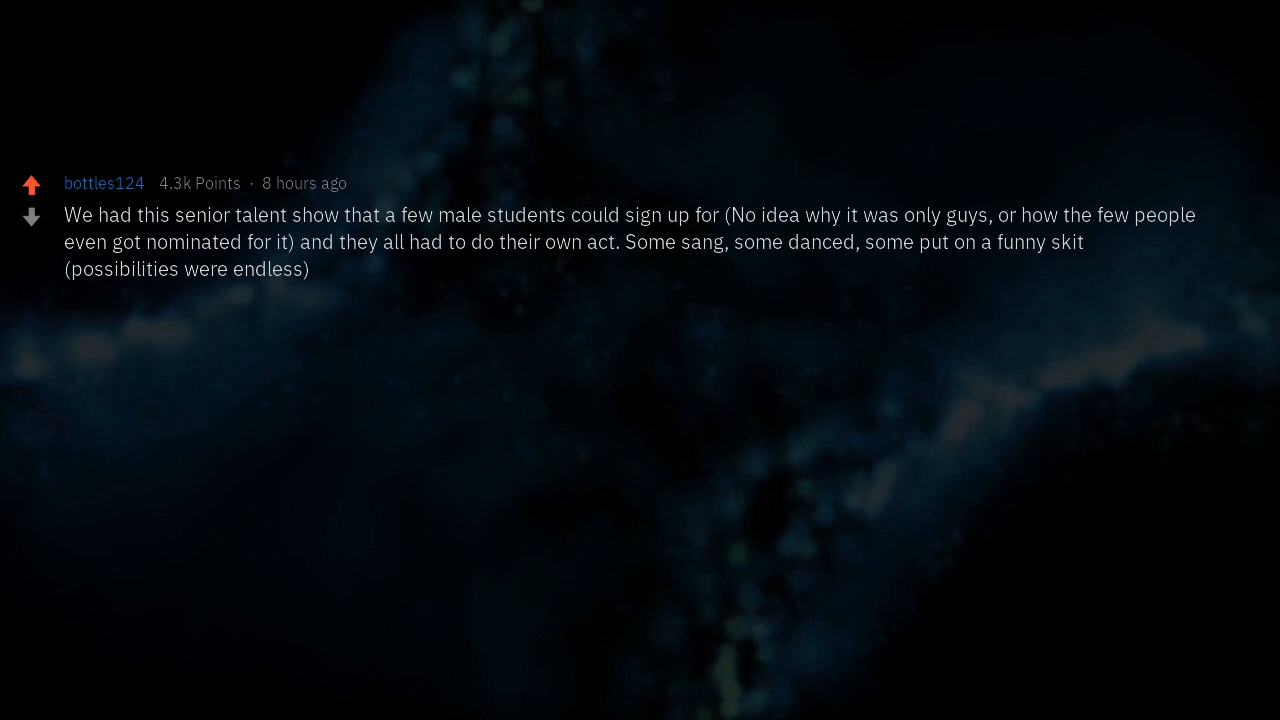 bottles124 4.3k Points · 8 hours ago
We had this senior talent show that a few male students could sign up for (No idea why it was only guys, or how the few people
even got nominated for it) and they all had to do their own act. Some sang, some danced, some put on a funny skit
(possibilities were endless)